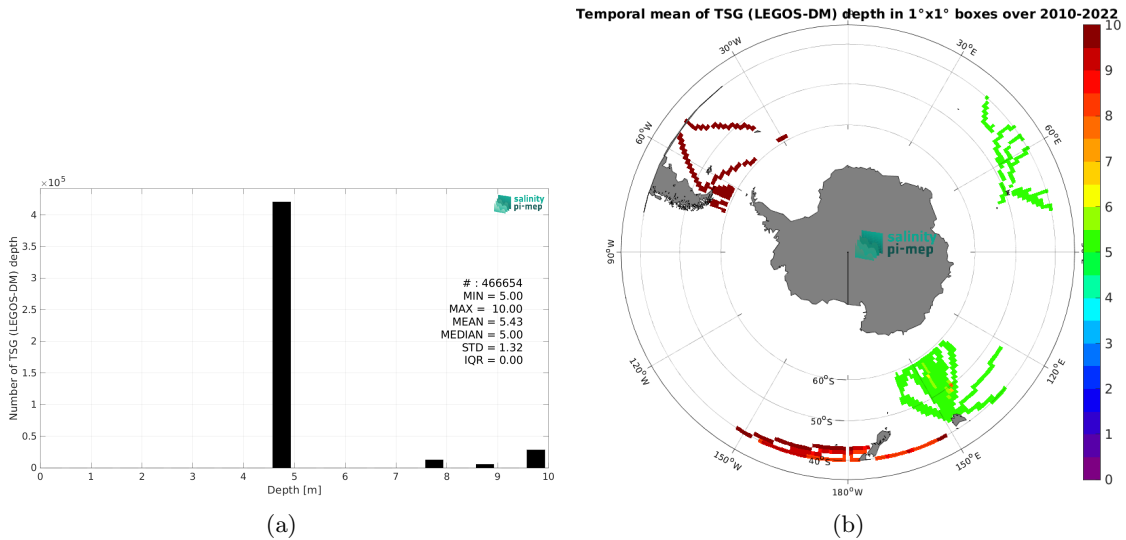 Temporal mean of TSG (LEGOS-DM) depth in 1°x1° boxes over 2010-2022
×10⁵
4
3.5
3
2.5
2
1.5
1
0.5
0
Number of TSG (LEGOS-DM) depth
salinity
pi-mep
# : 466654
MIN = 5.00
MAX = 10.00
MEAN = 5.43
MEDIAN = 5.00
STD = 1.32
IQR = 0.00
0 1 2 3 4 5 6 7 8 9 10
Depth [m]
(a)
30°W
30°E
60°W
60°E
90°W
salinity
pi-mep
120°W
120°E
60°S
50°S
40°S
150°W
150°E
180°W
10
9
8
7
6
5
4
3
2
1
0
(b)